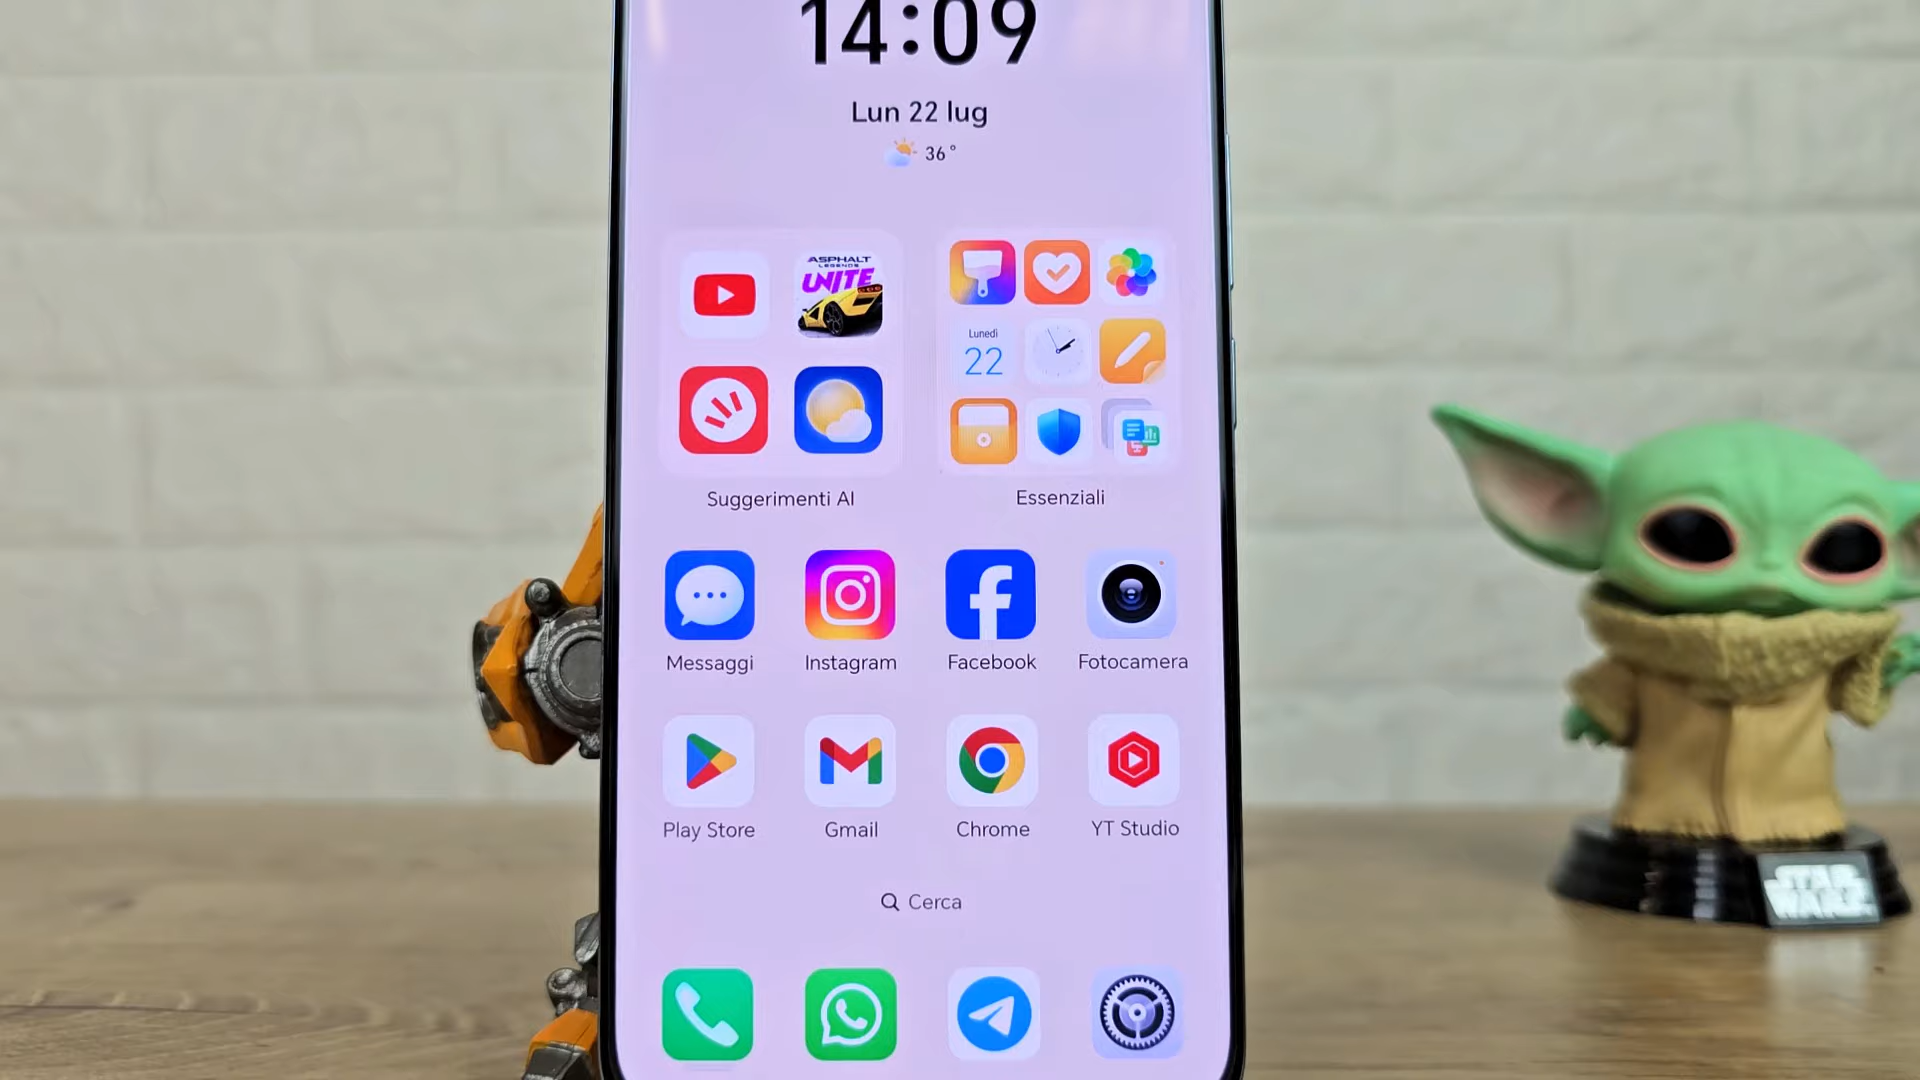 14:09
Lun 22 lug
36°
ASPHALT
LEGENDS
UNITE
Lunedì
22
Suggerimenti AI
Essenziali
Messaggi
Instagram
Facebook
Fotocamera
Play Store
Gmail
Chrome
YT Studio
Cerca
STAR
WARS